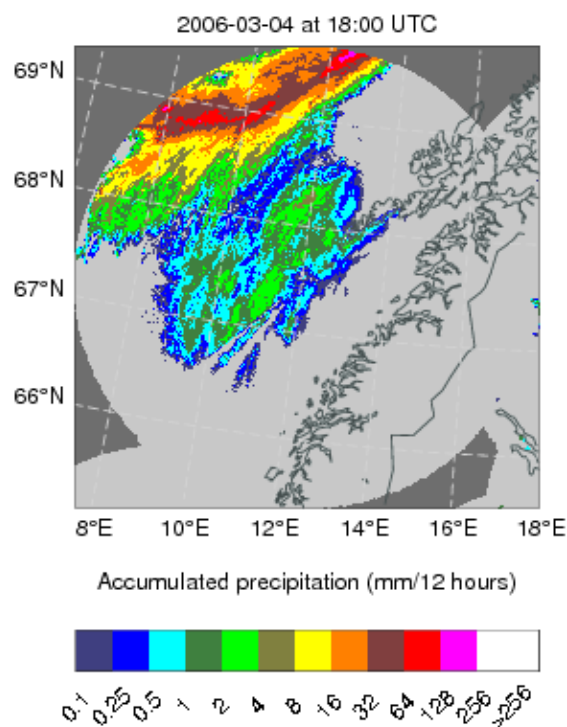 2006-03-04 at 18:00 UTC
69°N
68°N
67°N
66°N
8°E 10°E 12°E 14°E 16°E 18°E
Accumulated precipitation (mm/12 hours)
0.1 0.25 0.5 1 2 4 8 16 32 64 128 256 >256